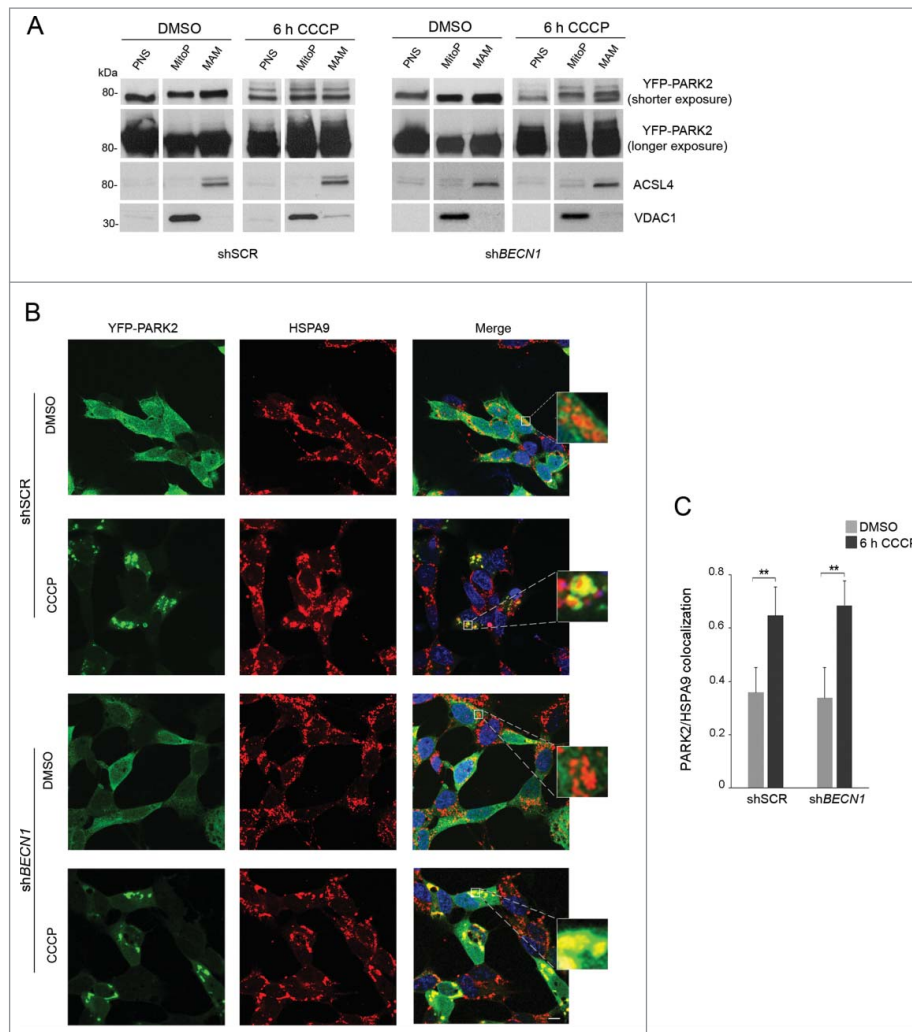 A
DMSO
6 h CCCP
DMSO
6 h CCCP
PNS
MitoP
MAM
PNS
MitoP
MAM
PNS
MitoP
MAM
PNS
MitoP
MAM
kDa
80-
YFP-PARK2
(shorter exposure)
80-
YFP-PARK2
(longer exposure)
80-
ACSL4
30-
VDAC1
shSCR
shBECN1
B
YFP-PARK2
HSPA9
Merge
shSCR
DMSO
CCCP
shBECN1
DMSO
CCCP
C
DMSO
6 h CCCP
PARK2/HSPA9 colocalization
0.8
0.6
0.4
0.2
0
**
**
shSCR
shBECN1